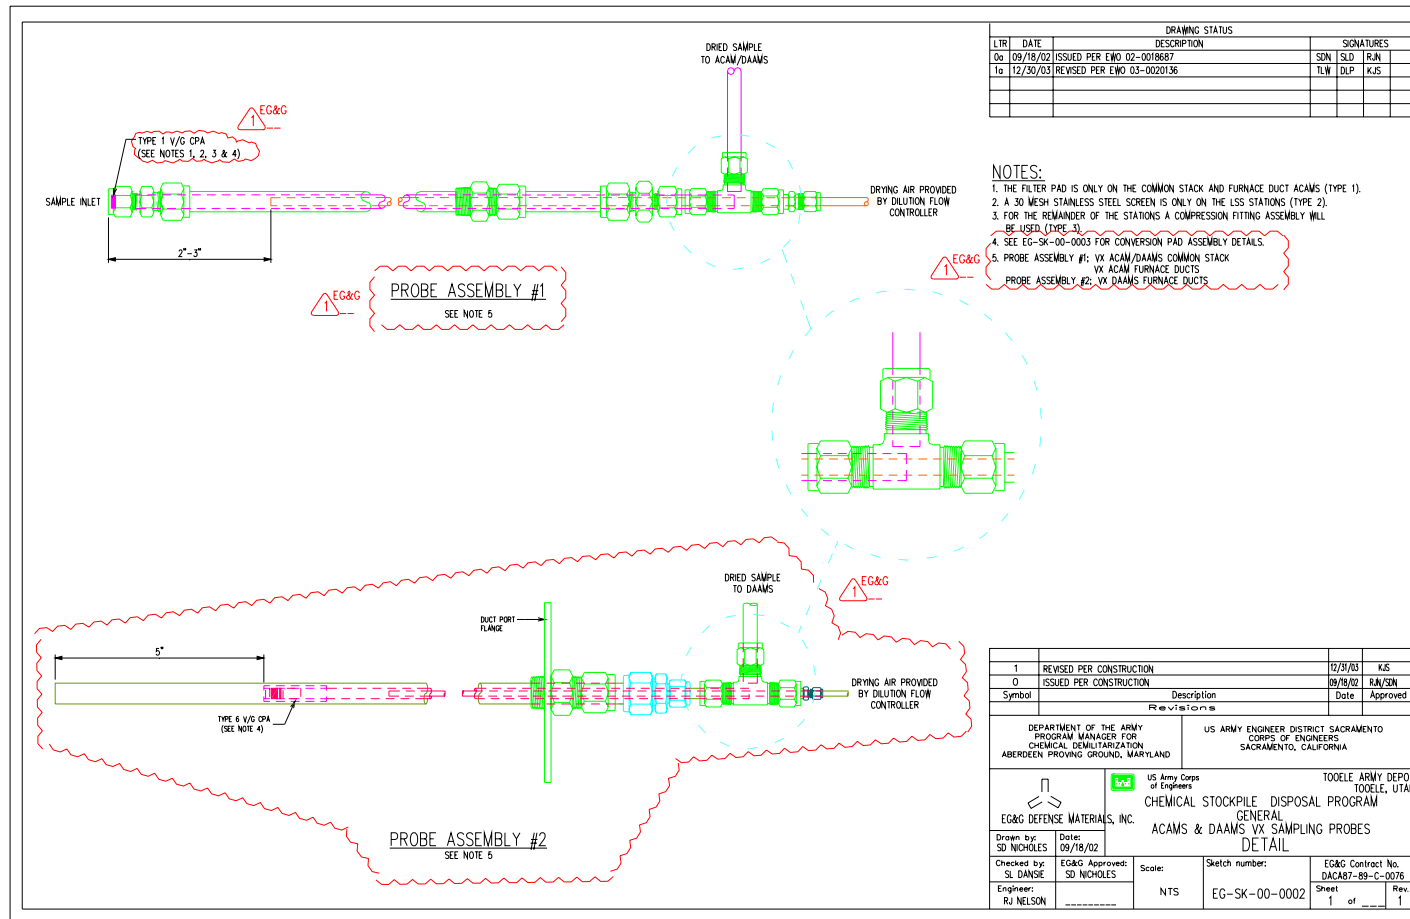 DRAWING STATUS
LTR DATE DESCRIPTION SIGNATURES
0a 09/18/02 ISSUED PER EWO 02-0018687 SDN SLD RJN
1a 12/30/03 REVISED PER EWO 03-0020136 TLW DLP KJS
DRIED SAMPLE
TO ACAM/DAAMS
EG&G
1
TYPE 1 V/G CPA
(SEE NOTES 1, 2, 3 & 4)
SAMPLE INLET
DRYING AIR PROVIDED
BY DILUTION FLOW
CONTROLLER
2"-3"
EG&G
1
PROBE ASSEMBLY #1
SEE NOTE 5
NOTES:
1. THE FILTER PAD IS ONLY ON THE COMMON STACK AND FURNACE DUCT ACAMS (TYPE 1).
2. A 30 MESH STAINLESS STEEL SCREEN IS ONLY ON THE LSS STATIONS (TYPE 2).
3. FOR THE REMAINDER OF THE STATIONS A COMPRESSION FITTING ASSEMBLY WILL
BE USED (TYPE 3).
4. SEE EG-SK-00-0003 FOR CONVERSION PAD ASSEMBLY DETAILS.
5. PROBE ASSEMBLY #1; VX ACAM/DAAMS COMMON STACK
VX ACAM FURNACE DUCTS
PROBE ASSEMBLY #2; VX DAAMS FURNACE DUCTS
EG&G
1
DRIED SAMPLE
TO DAAMS
EG&G
1
DUCT PORT
FLANGE
5"
DRYING AIR PROVIDED
BY DILUTION FLOW
CONTROLLER
TYPE 6 V/G CPA
(SEE NOTE 4)
PROBE ASSEMBLY #2
SEE NOTE 5
1 REVISED PER CONSTRUCTION 12/31/03 KJS
0 ISSUED PER CONSTRUCTION 09/18/02 RJN/SDN
Symbol Description Date Approved
Revisions
DEPARTMENT OF THE ARMY
PROGRAM MANAGER FOR
CHEMICAL DEMILITARIZATION
ABERDEEN PROVING GROUND, MARYLAND
US ARMY ENGINEER DISTRICT SACRAMENTO
CORPS OF ENGINEERS
SACRAMENTO, CALIFORNIA
EG&G DEFENSE MATERIALS, INC.
US Army Corps
of Engineers
TOOELE ARMY DEPO
TOOELE, UTA
CHEMICAL STOCKPILE DISPOSAL PROGRAM
GENERAL
ACAMS & DAAMS VX SAMPLING PROBES
DETAIL
Drawn by:
SD NICHOLES
Date:
09/18/02
Checked by:
SL DANSIE
EG&G Approved:
SD NICHOLES
Scale:
NTS
Sketch number:
EG-SK-00-0002
EG&G Contract No.
DACA87-89-C-0076
Engineer:
RJ NELSON
Sheet
1 of ___
Rev.
1